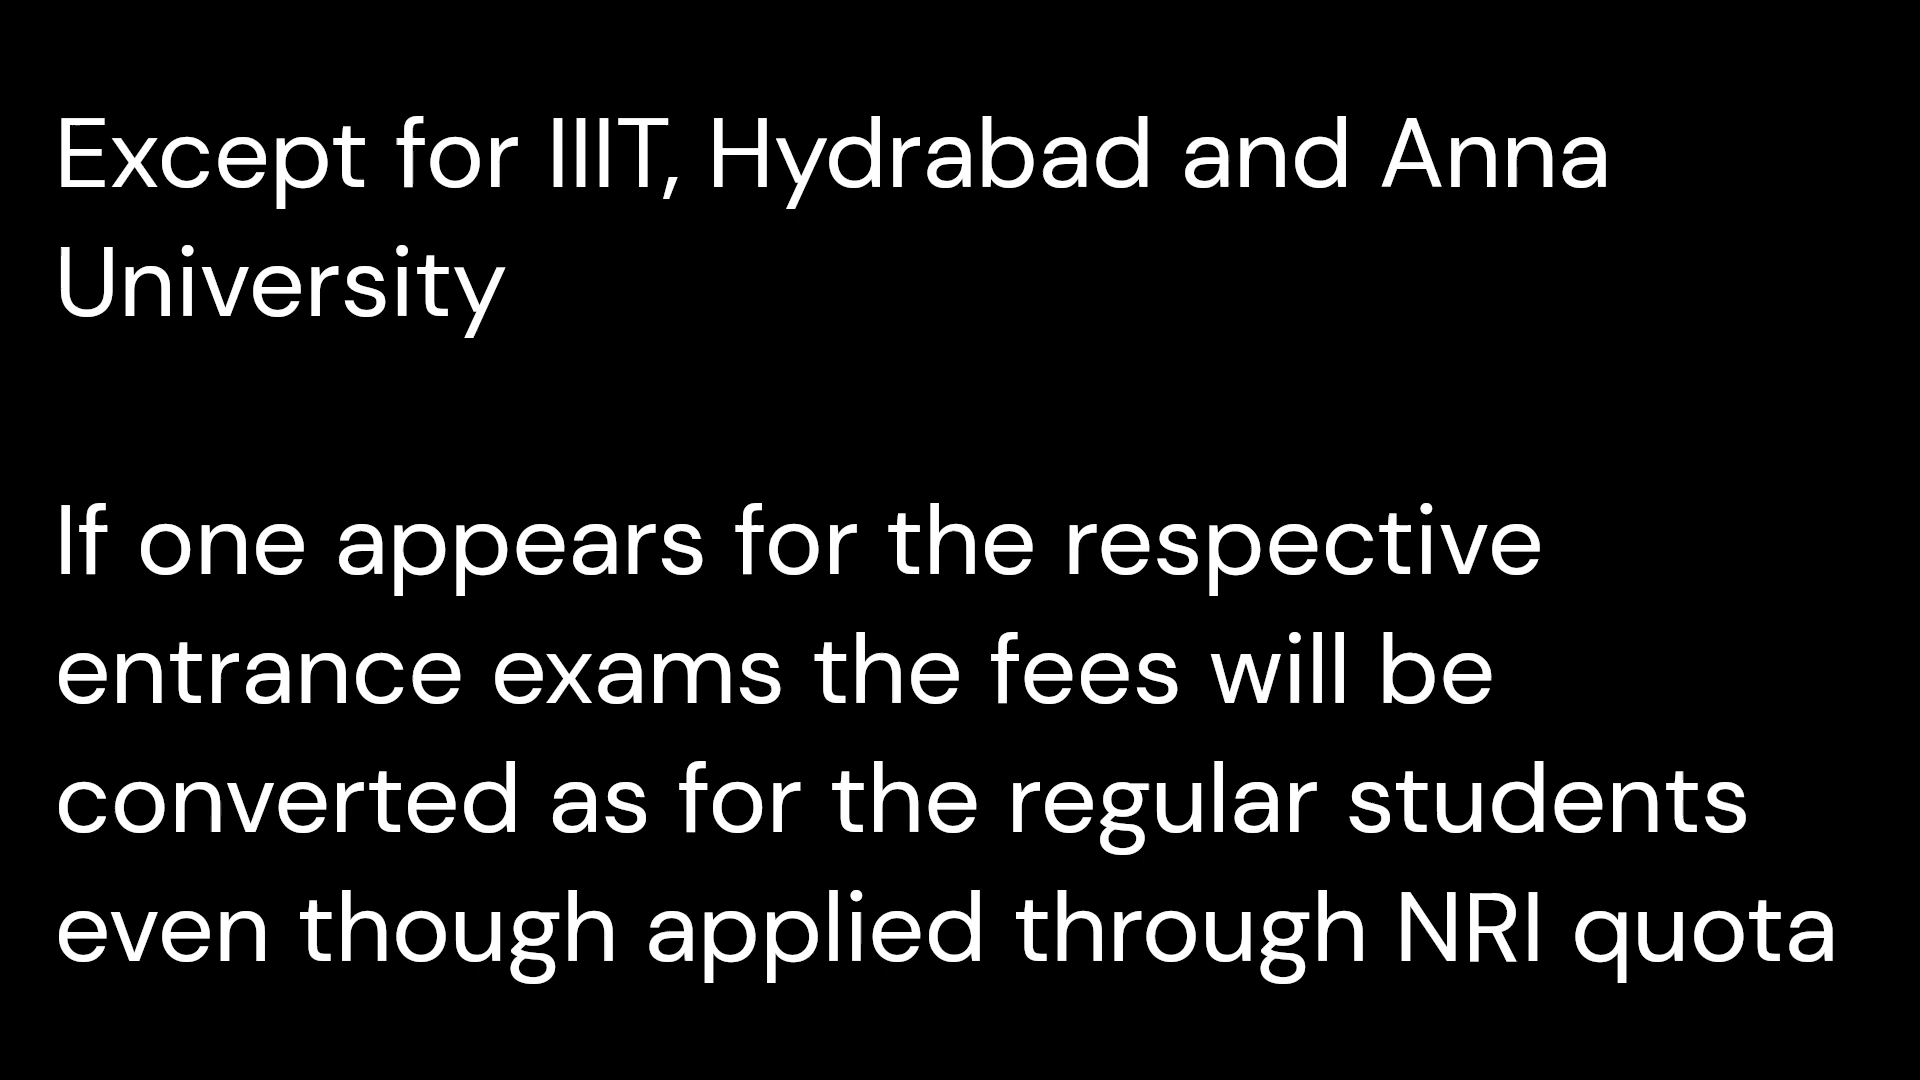 Except for IIIT, Hydrabad and Anna
University
If one appears for the respective
entrance exams the fees will be
converted as for the regular students
even though applied through NRI quota